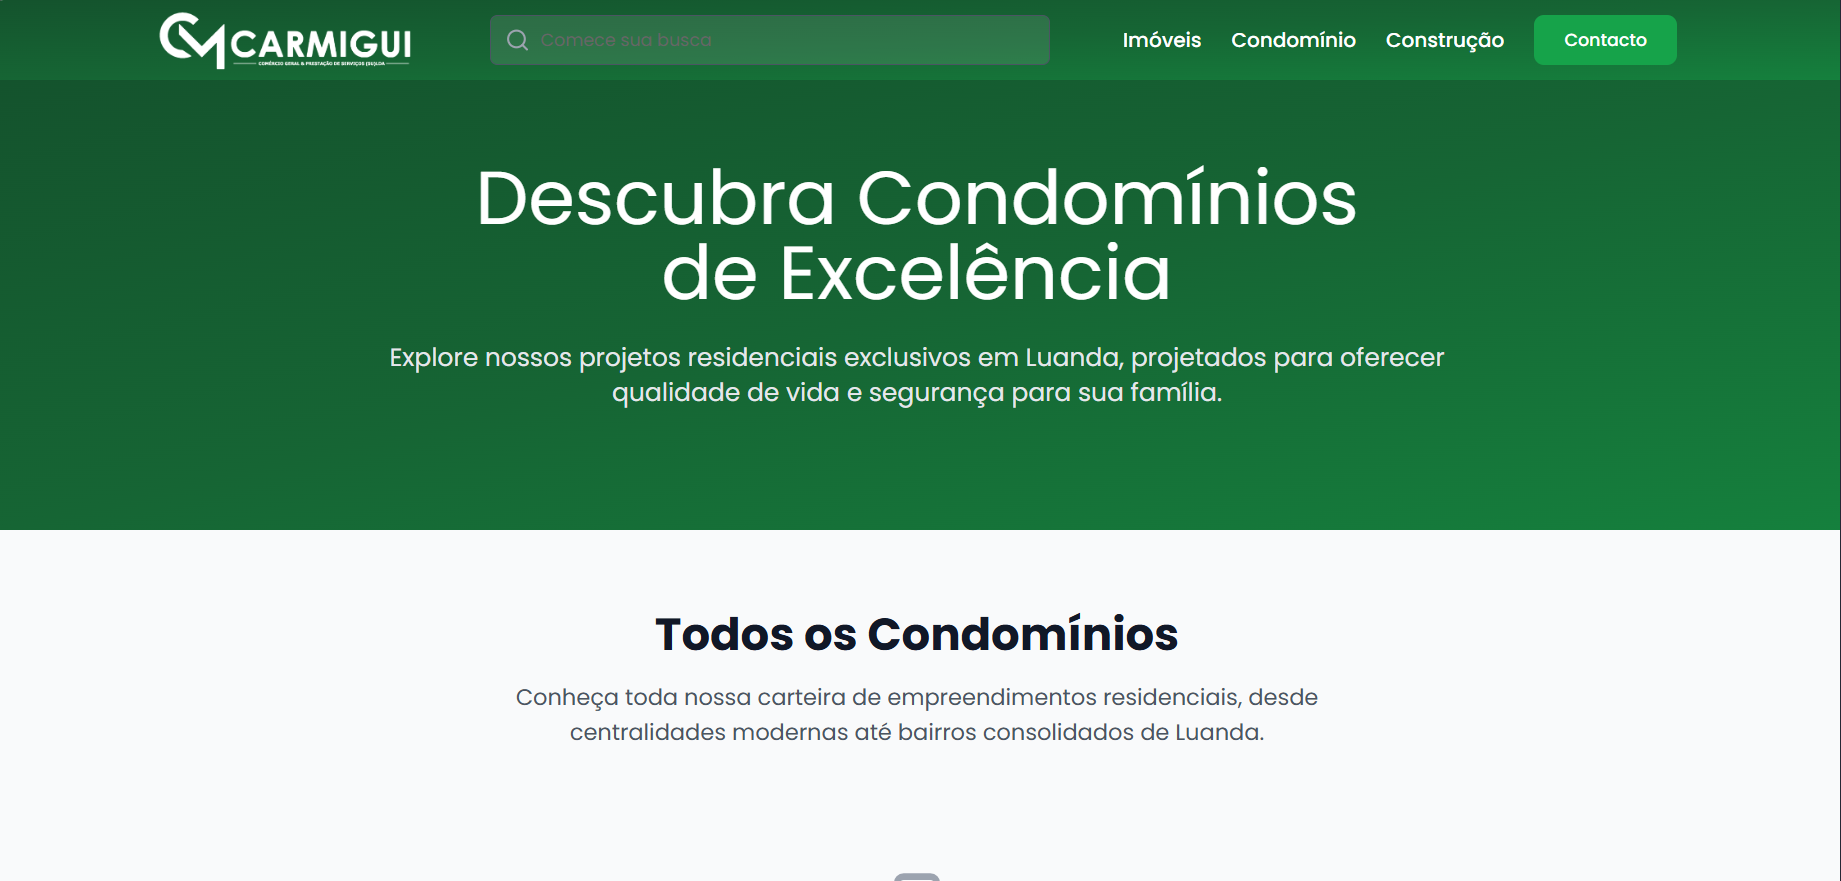 CM CARMIGUI
COMÉRCIO GERAL & PRESTAÇÃO DE SERVIÇOS (SU),LDA
Comece sua busca
Imóveis
Condomínio
Construção
Contacto
Descubra Condomínios
de Excelência
Explore nossos projetos residenciais exclusivos em Luanda, projetados para oferecer
qualidade de vida e segurança para sua família.
Todos os Condomínios
Conheça toda nossa carteira de empreendimentos residenciais, desde
centralidades modernas até bairros consolidados de Luanda.